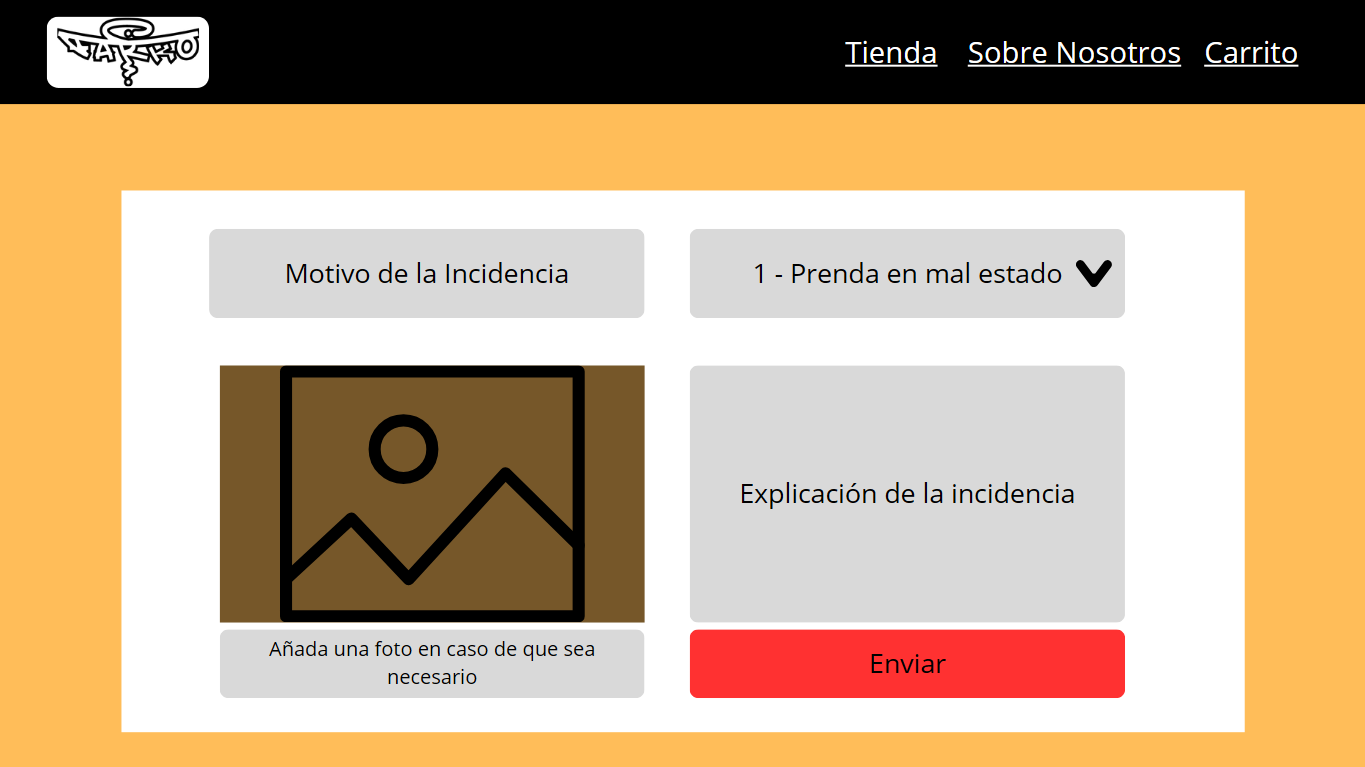 BARRIO
Tienda Sobre Nosotros Carrito
Motivo de la Incidencia
1 - Prenda en mal estado
Explicación de la incidencia
Añada una foto en caso de que sea
necesario
Enviar